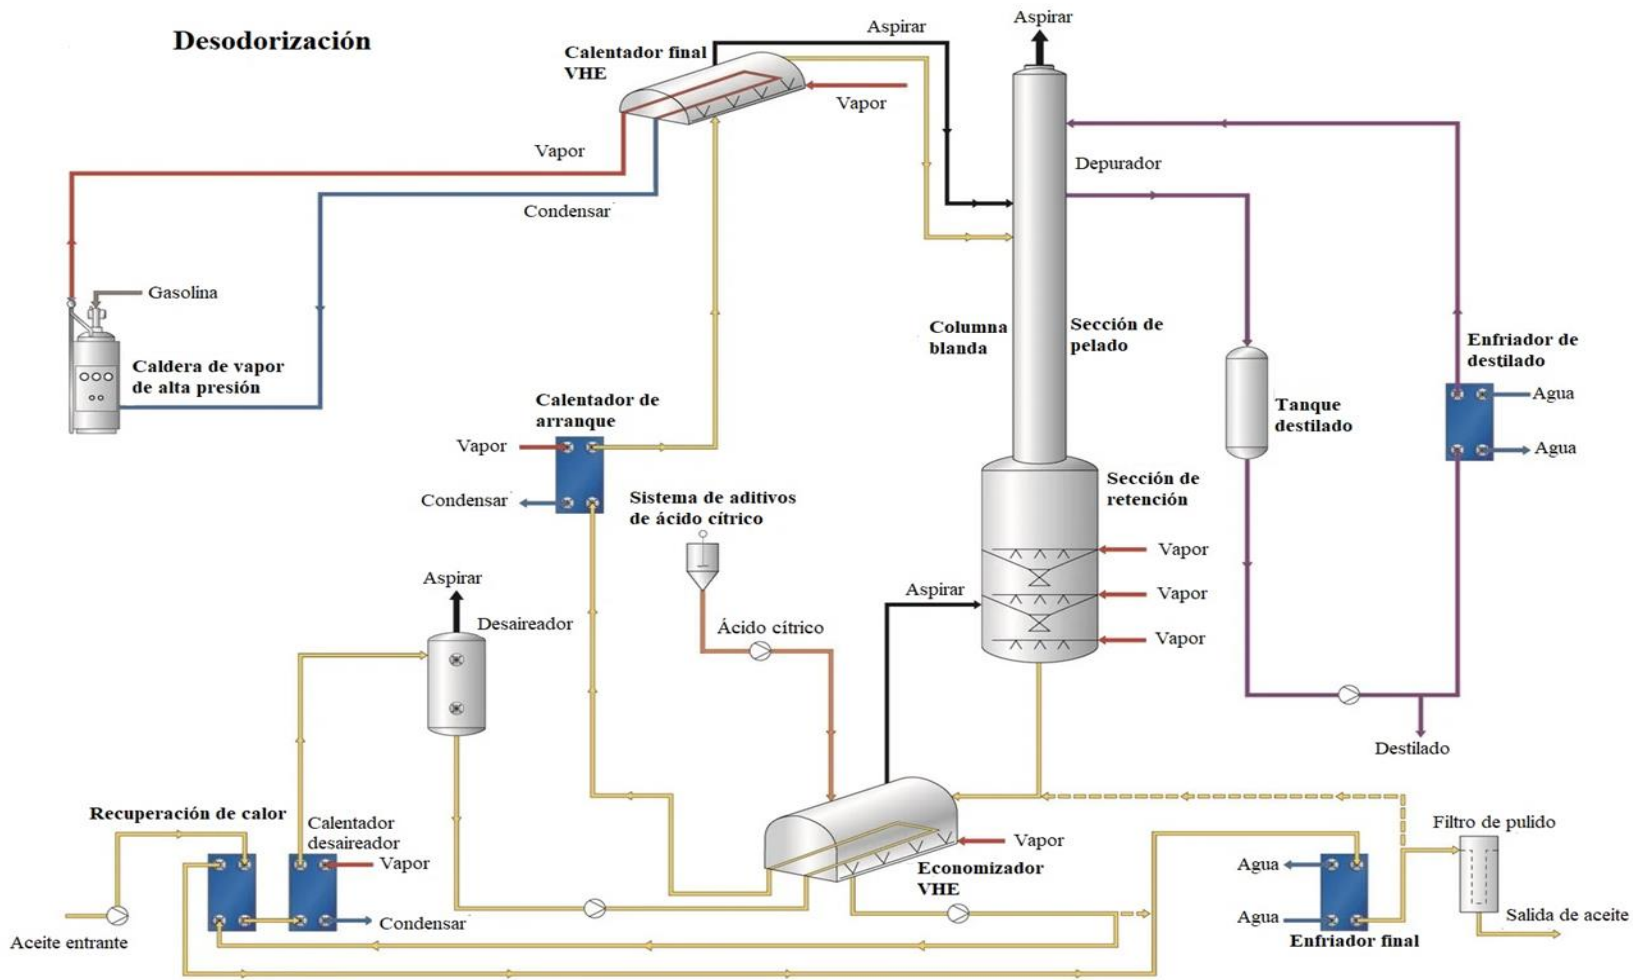 Desodorización
Calentador final
VHE
Aspirar
Aspirar
Vapor
Vapor
Condensar
Depurador
Gasolina
Caldera de vapor
de alta presión
Columna
blanda
Sección de
pelado
Enfriador de
destilado
Agua
Agua
Tanque
destilado
Calentador de
arranque
Vapor
Condensar
Sistema de aditivos
de ácido cítrico
Sección de
retención
Vapor
Vapor
Vapor
Aspirar
Desaireador
Aspirar
Ácido cítrico
Destilado
Recuperación de calor
Calentador
desaireador
Vapor
Condensar
Aceite entrante
Vapor
Economizador
VHE
Filtro de pulido
Agua
Agua
Enfriador final
Salida de aceite